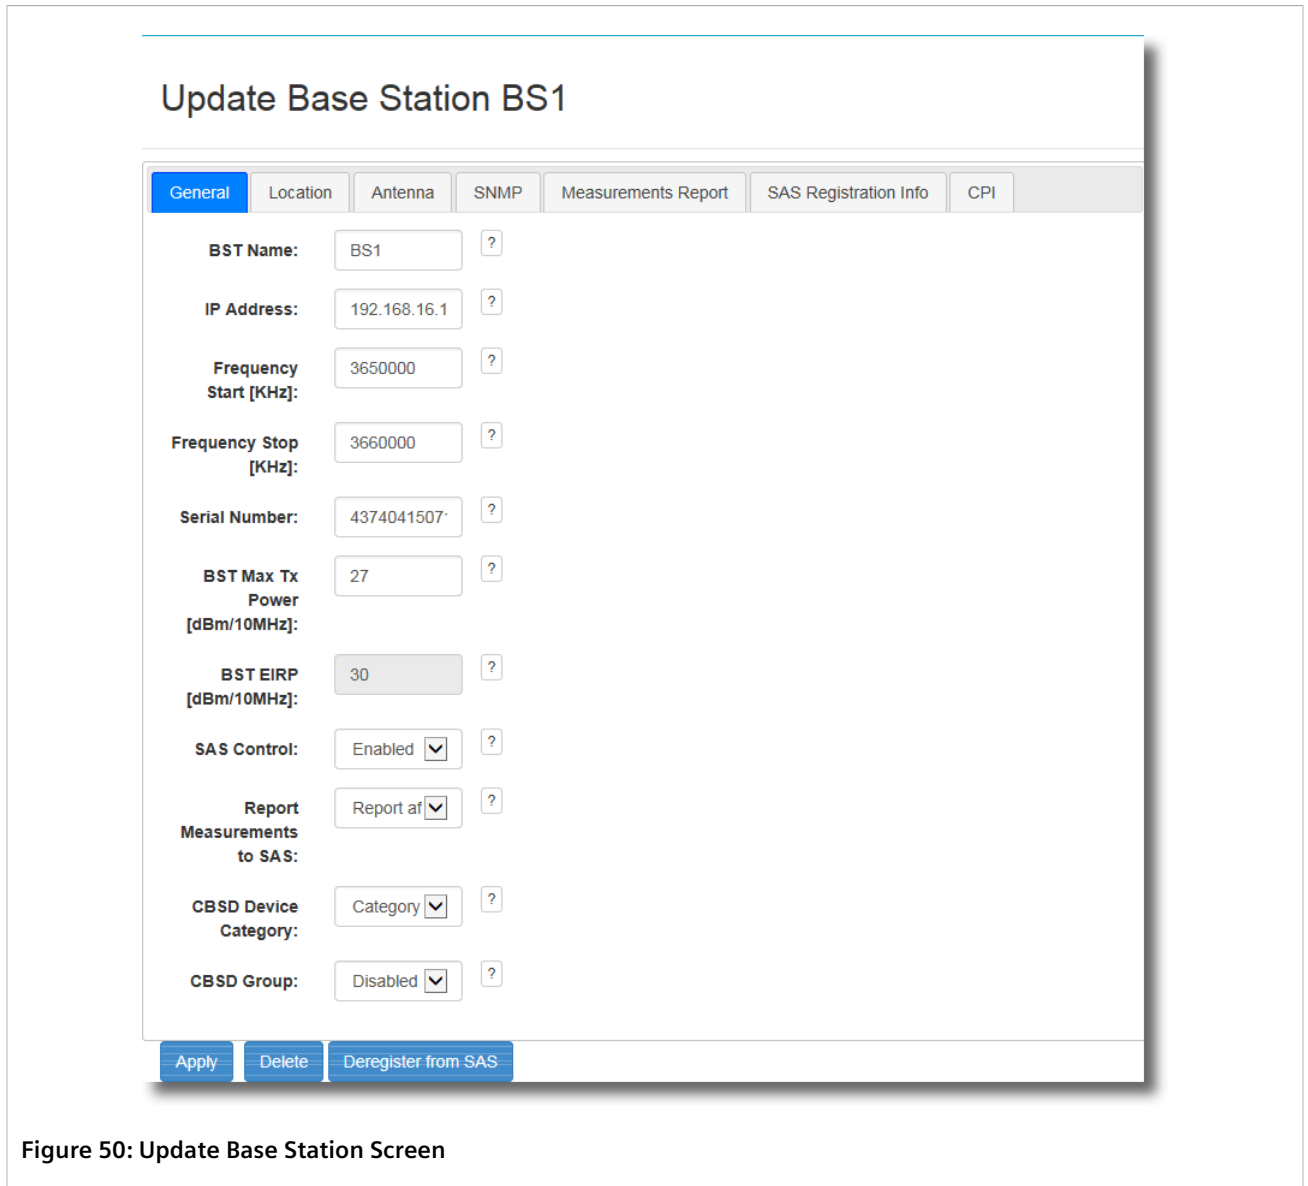 Update Base Station BS1
General Location Antenna SNMP Measurements Report SAS Registration Info CPI
BST Name: BS1 ?
IP Address: 192.168.16.1 ?
Frequency Start [KHz]: 3650000 ?
Frequency Stop [KHz]: 3660000 ?
Serial Number: 4374041507 ?
BST Max Tx Power [dBm/10MHz]: 27 ?
BST EIRP [dBm/10MHz]: 30 ?
SAS Control: Enabled ?
Report Measurements to SAS: Report af ?
CBSD Device Category: Category ?
CBSD Group: Disabled ?
Apply Delete Deregister from SAS
Figure 50: Update Base Station Screen